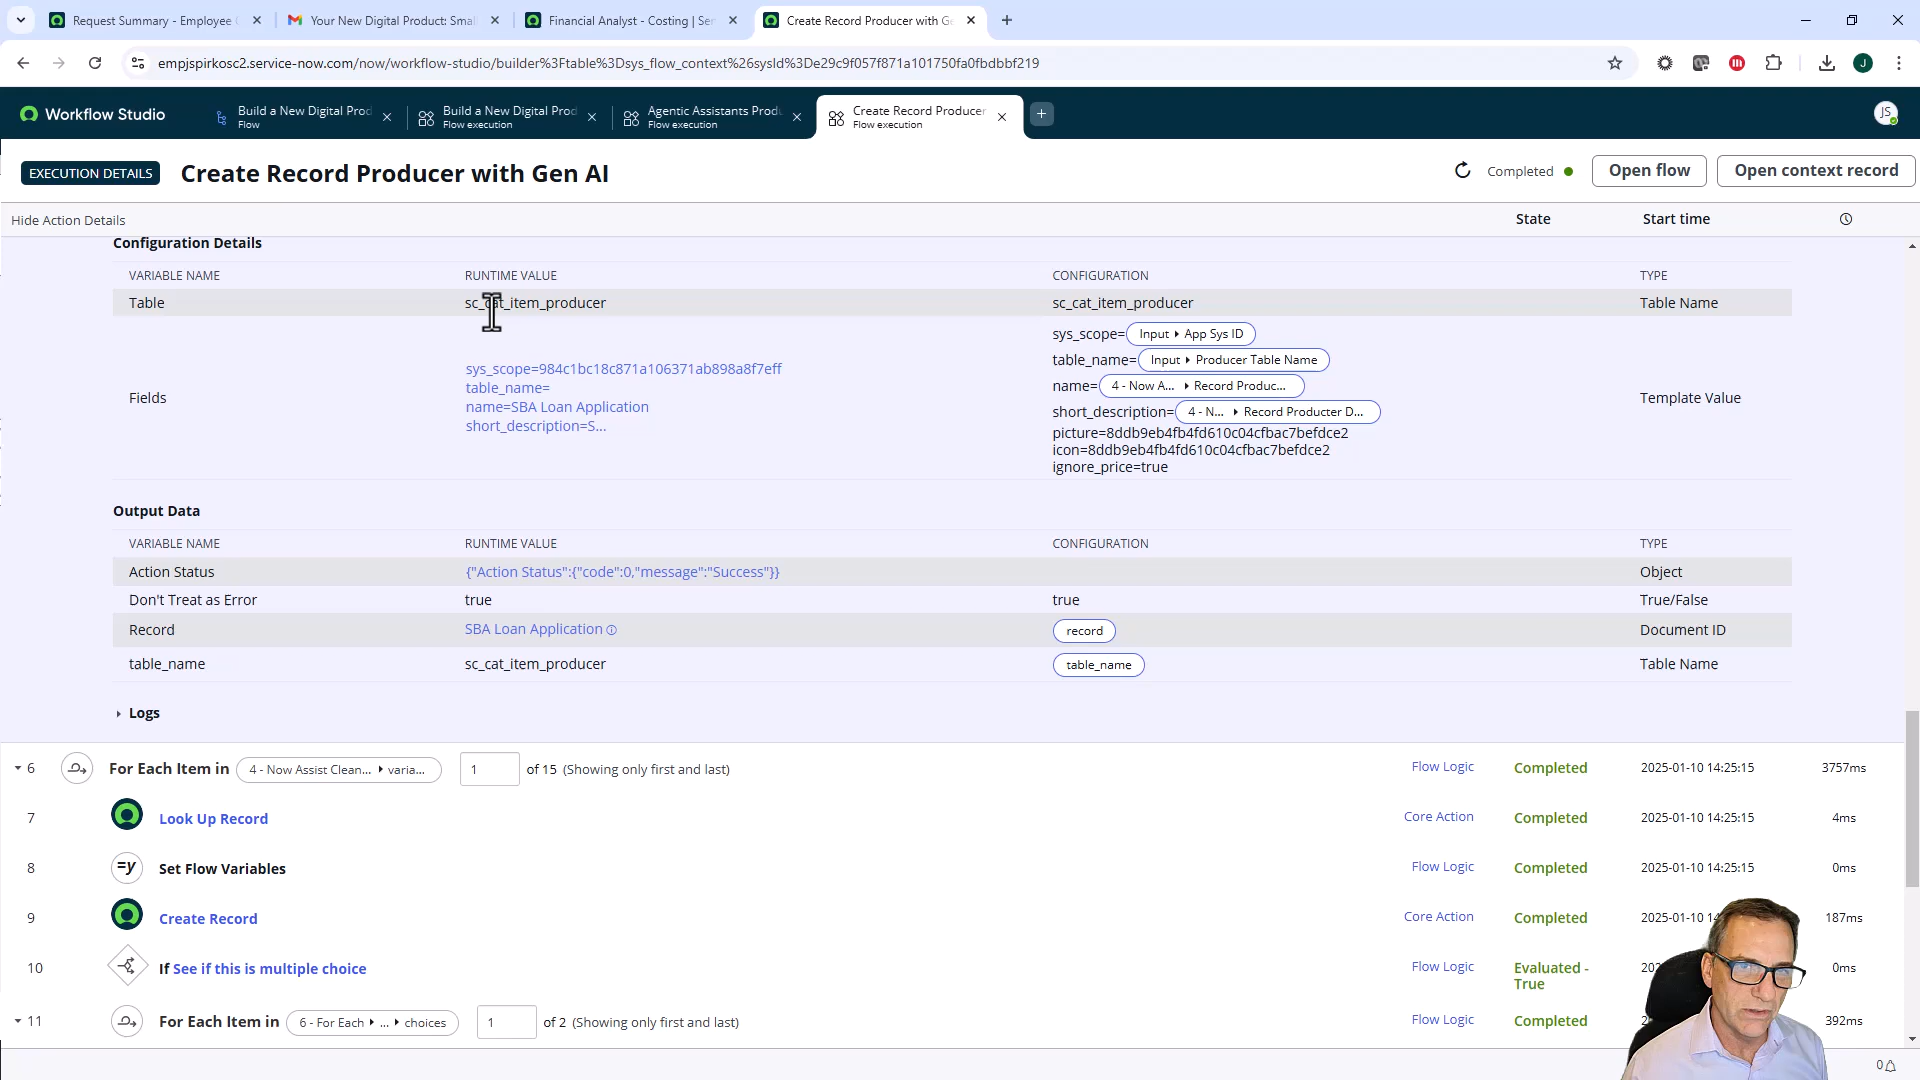 Request Summary - Employee
Your New Digital Product: Smal
Financial Analyst - Costing | Ser
Create Record Producer with Ge
empjspirkosc2.service-now.com/now/workflow-studio/builder%3Ftable%3Dsys_flow_context%26sysId%3De29c9f057f871a101750fa0fbdbbf219
J
Workflow Studio
Build a New Digital Prod
Flow
Build a New Digital Prod
Flow execution
Agentic Assistants Produ
Flow execution
Create Record Producer
Flow execution
JS
EXECUTION DETAILS
Create Record Producer with Gen AI
Completed
Open flow
Open context record
Hide Action Details
State
Start time
Configuration Details
VARIABLE NAME RUNTIME VALUE CONFIGURATION TYPE
Table sc_cat_item_producer sc_cat_item_producer Table Name
Fields
sys_scope=984c1bc18c871a106371ab898a8f7eff
table_name=
name=SBA Loan Application
short_description=S...
sys_scope= Input ▸ App Sys ID
table_name= Input ▸ Producer Table Name
name= 4 - Now A... ▸ Record Produc...
short_description= 4 - N... ▸ Record Producter D...
picture=8ddb9eb4fb4fd610c04cfbac7befdce2
icon=8ddb9eb4fb4fd610c04cfbac7befdce2
ignore_price=true
Template Value
Output Data
VARIABLE NAME RUNTIME VALUE CONFIGURATION TYPE
Action Status {"Action Status":{"code":0,"message":"Success"}} Object
Don't Treat as Error true true True/False
Record SBA Loan Application record Document ID
table_name sc_cat_item_producer table_name Table Name
Logs
6 For Each Item in 4 - Now Assist Clean... ▸ varia... 1 of 15 (Showing only first and last) Flow Logic Completed 2025-01-10 14:25:15 3757ms
7 Look Up Record Core Action Completed 2025-01-10 14:25:15 4ms
8 =y Set Flow Variables Flow Logic Completed 2025-01-10 14:25:15 0ms
9 Create Record Core Action Completed 2025-01-10 187ms
10 If See if this is multiple choice Flow Logic Evaluated - True 0ms
11 For Each Item in 6 - For Each ▸ ... ▸ choices 1 of 2 (Showing only first and last) Flow Logic Completed 392ms
0